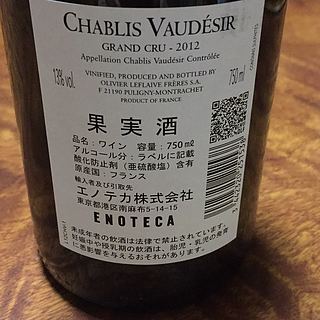 CHABLIS VAUDÉSIR
GRAND CRU - 2012
Appellation Chablis Vaudésir Contrôlée
13% vol.
750 ml
VINIFIED, PRODUCED AND BOTTLED BY
OLIVIER LEFLAIVE FRÈRES S.A.
F 21190 PULIGNY-MONTRACHET
PRODUCT OF FRANCE
CONTAINS SULFITES
果実酒
品名：ワイン 容量：750㎖
アルコール分：ラベルに記載
酸化防止剤（亜硫酸塩）含有
原産国：フランス
輸入者及び引取先
エノテカ株式会社
東京都港区南麻布5-14-15
ENOTECA
未成年者の飲酒は法律で禁止されています。
妊娠中や授乳期の飲酒は、胎児・乳児の発育
に悪影響を与えるおそれがあります。